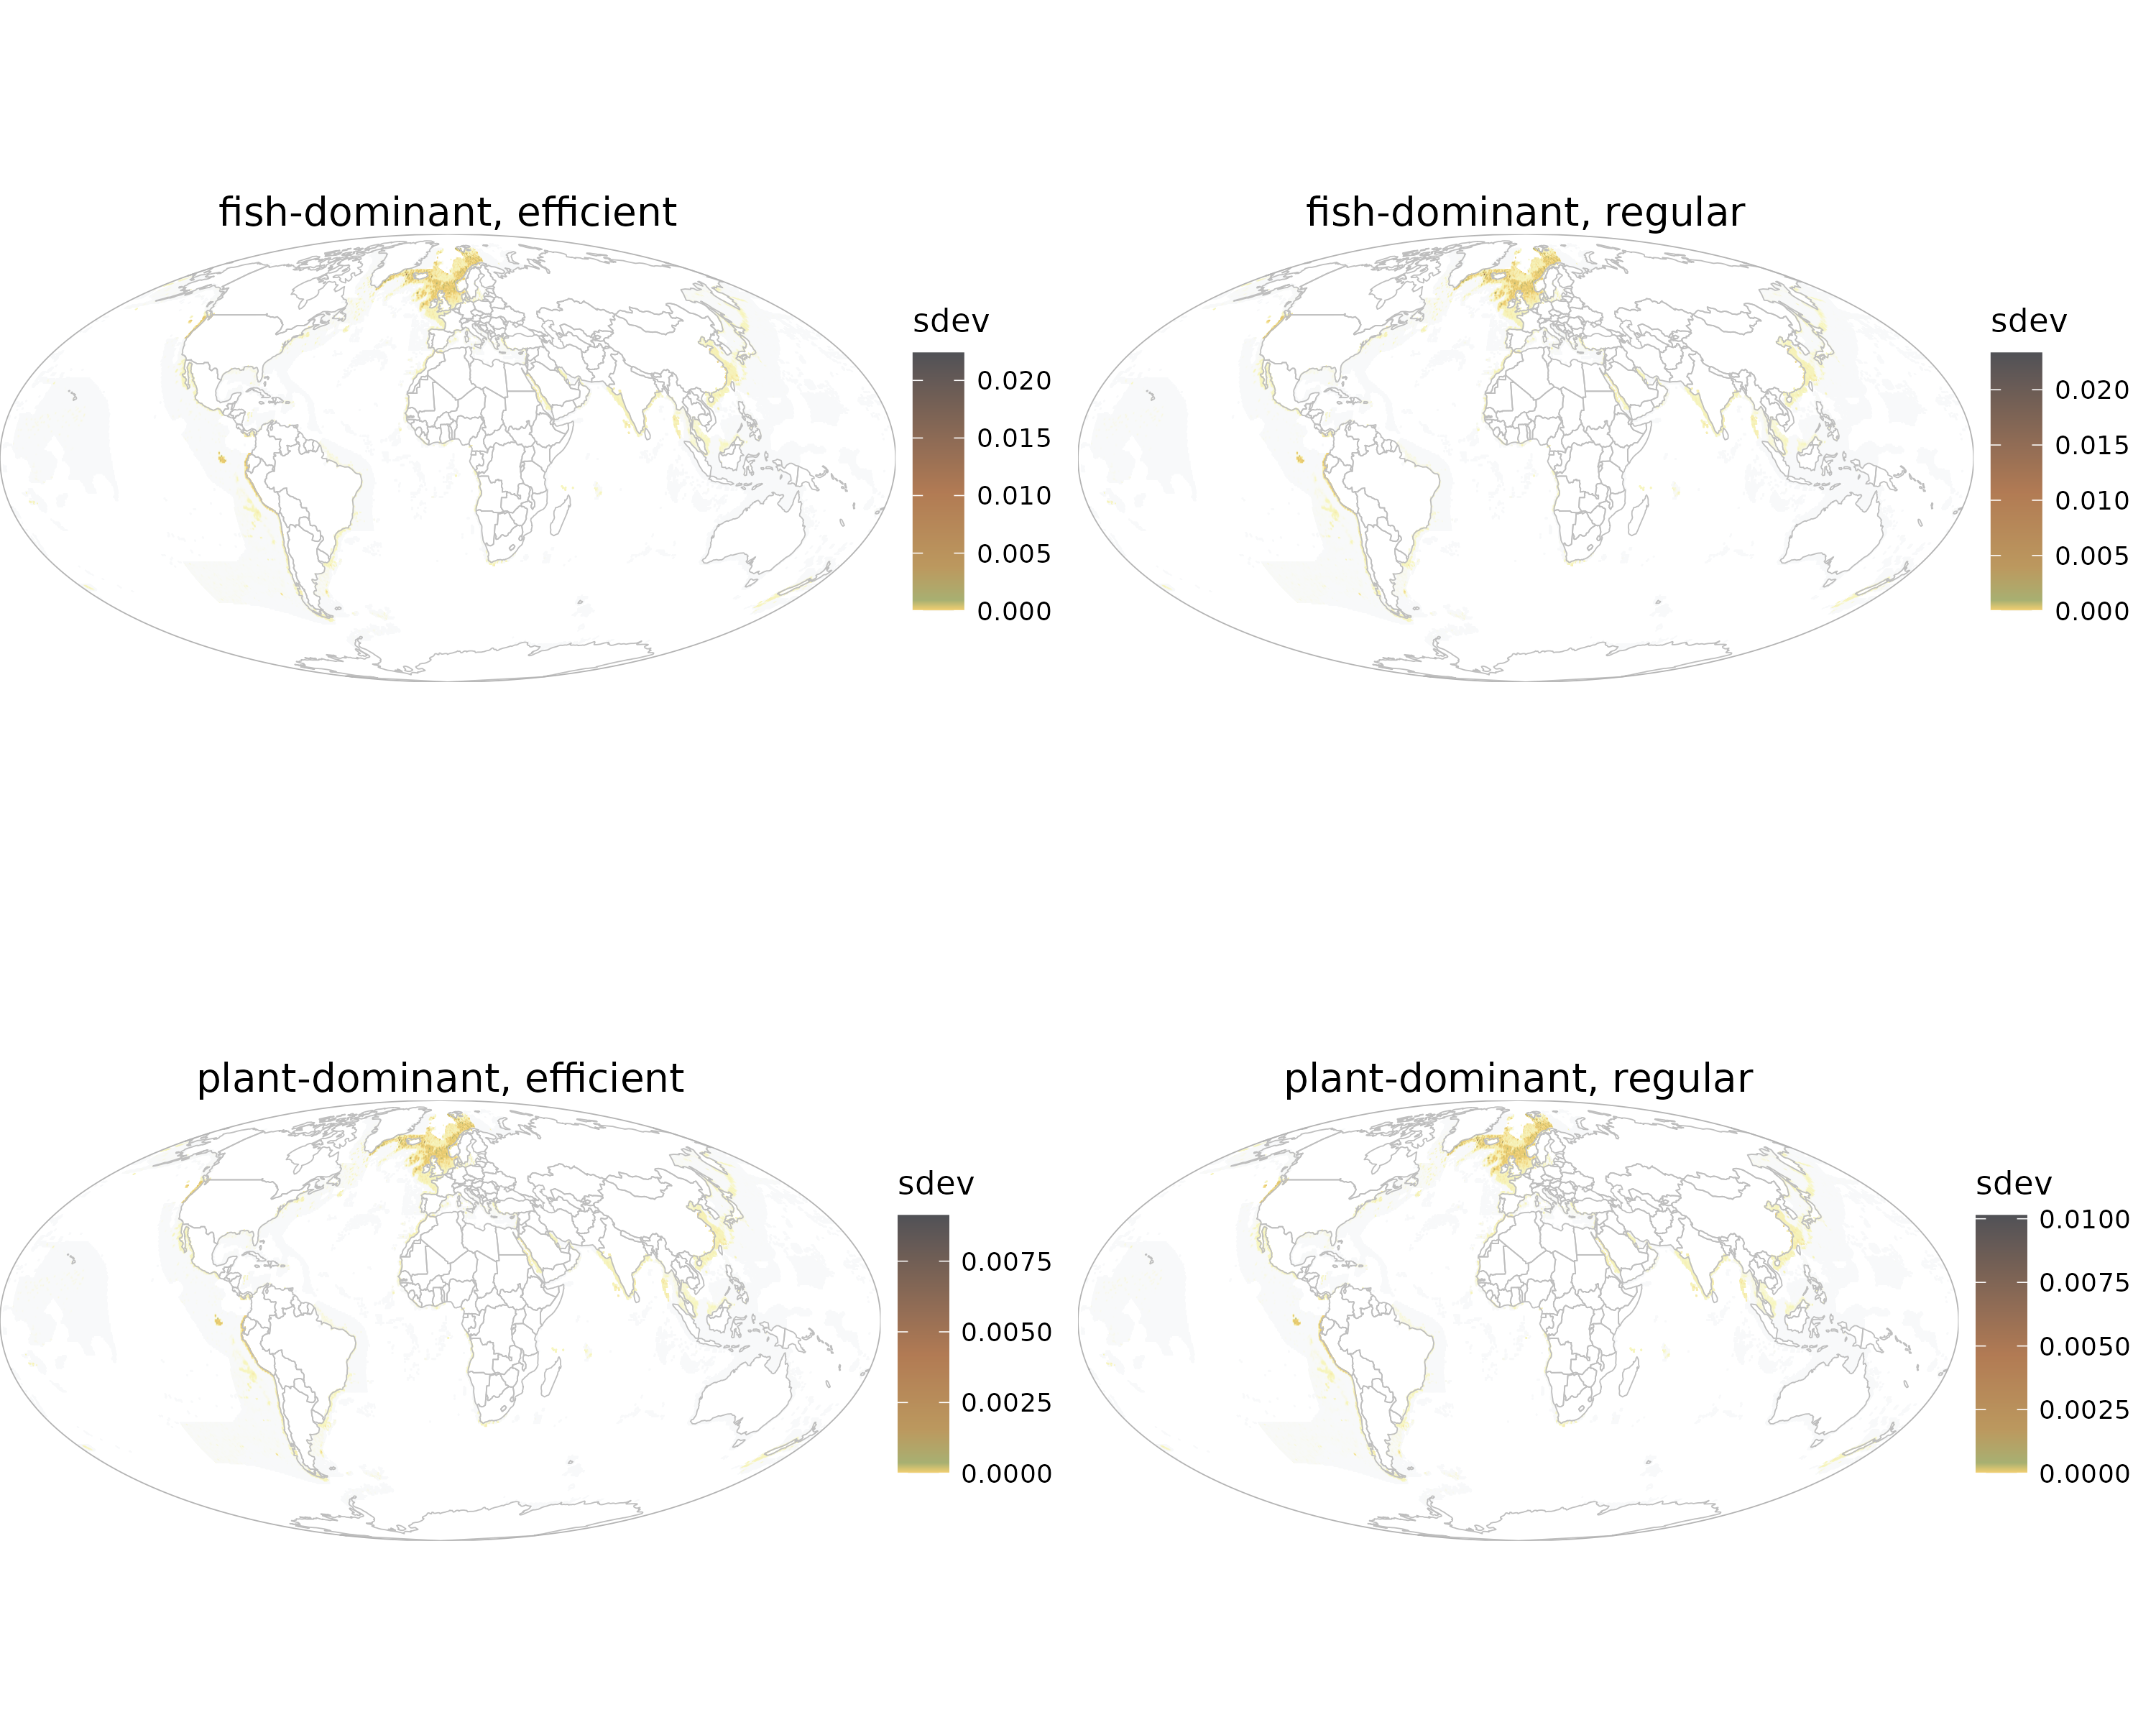 fish-dominant, efficient
sdev
0.020
0.015
0.010
0.005
0.000
fish-dominant, regular
sdev
0.020
0.015
0.010
0.005
0.000
plant-dominant, efficient
sdev
0.0075
0.0050
0.0025
0.0000
plant-dominant, regular
sdev
0.0100
0.0075
0.0050
0.0025
0.0000